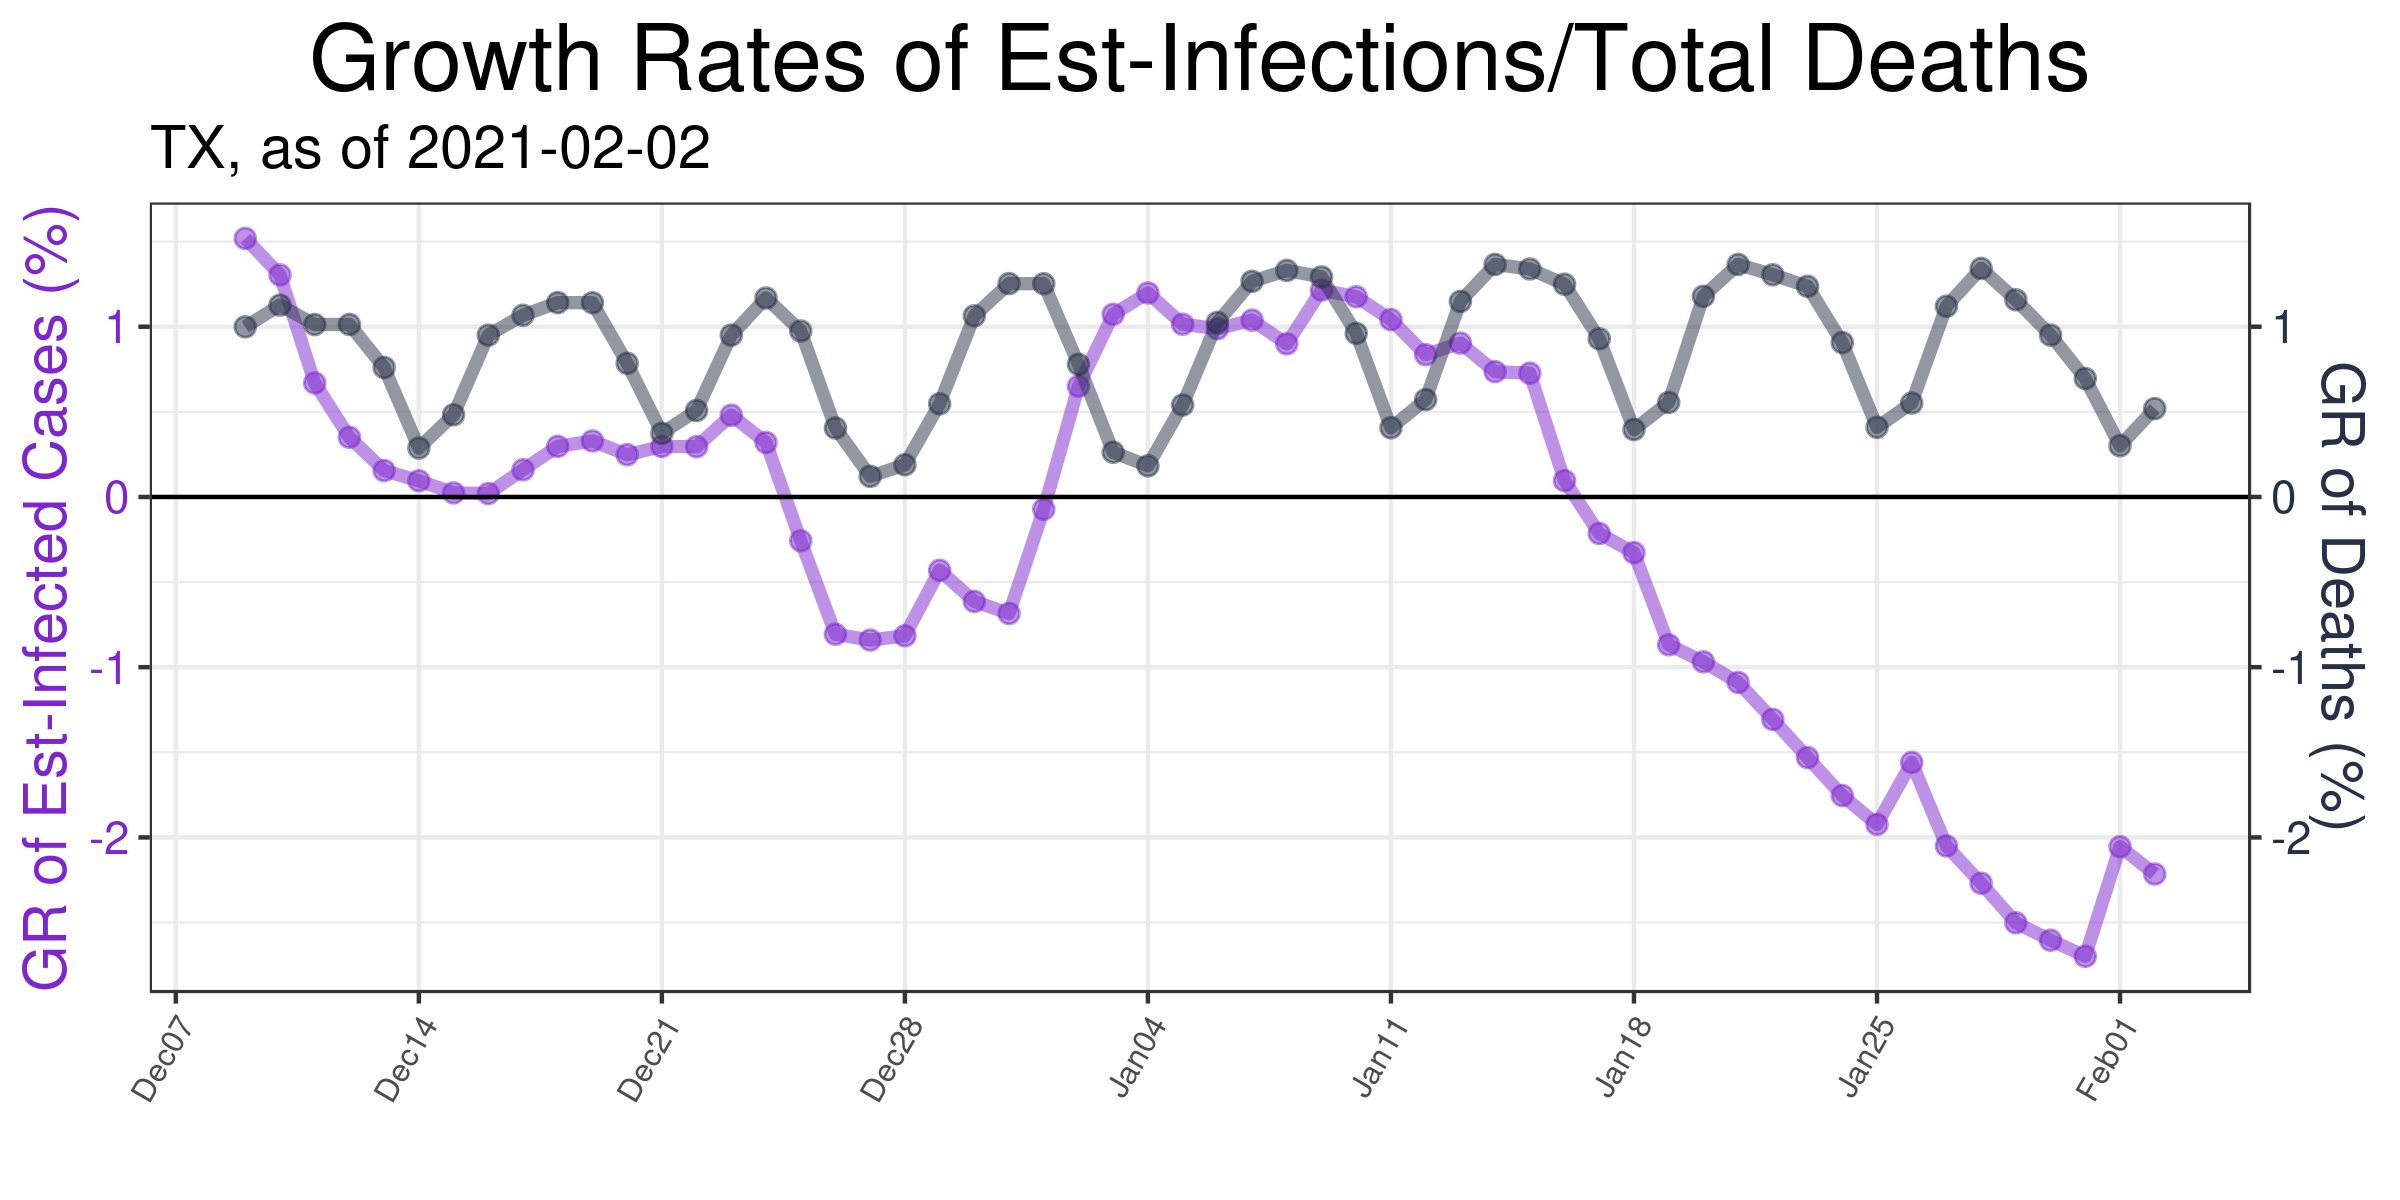 Growth Rates of Est-Infections/Total Deaths
TX, as of 2021-02-02
GR of Est-Infected Cases (%)
1
0
-1
-2
1
0
-1
-2
GR of Deaths (%)
Dec07
Dec14
Dec21
Dec28
Jan04
Jan11
Jan18
Jan25
Feb01